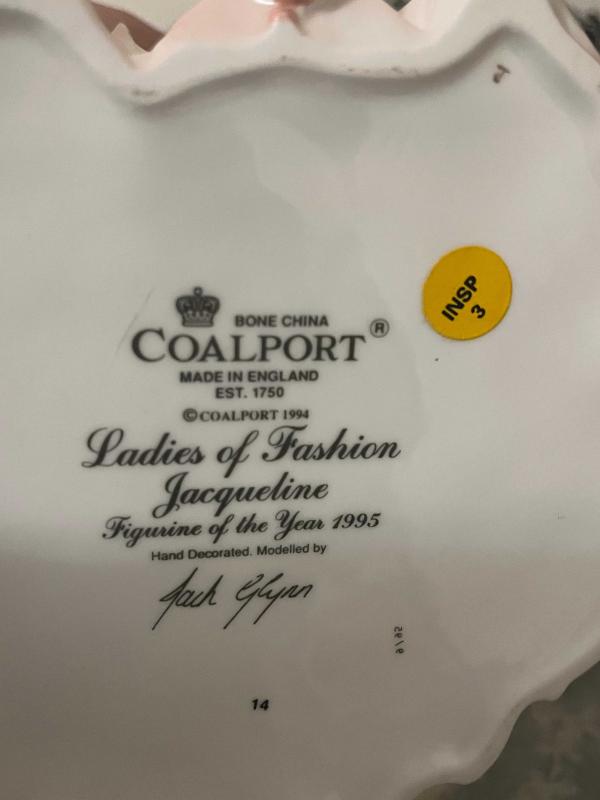 BONE CHINA
COALPORT ®
MADE IN ENGLAND
EST. 1750
©COALPORT 1994
Ladies of Fashion
Jacqueline
Figurine of the Year 1995
Hand Decorated. Modelled by
Jack Glynn
14
INSP
3